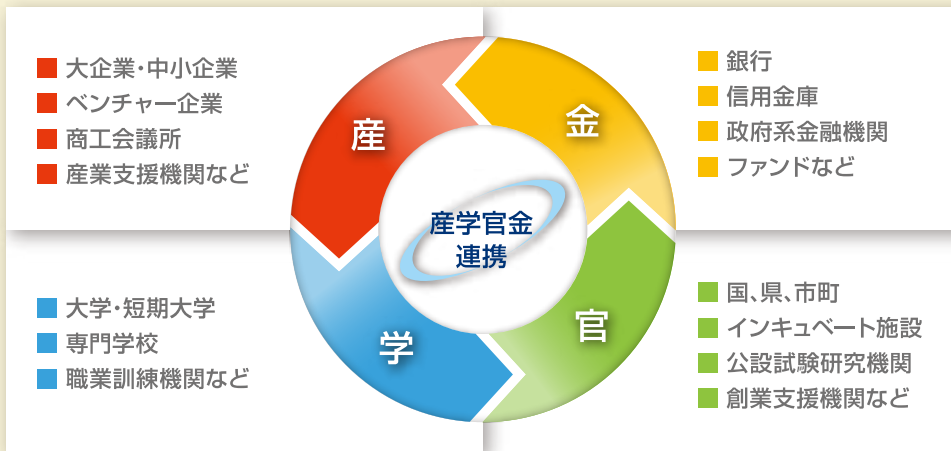 大企業・中小企業
ベンチャー企業
商工会議所
産業支援機関など
産
金
銀行
信用金庫
政府系金融機関
ファンドなど
産学官金
連携
大学・短期大学
専門学校
職業訓練機関など
学
官
国、県、市町
インキュベート施設
公設試験研究機関
創業支援機関など